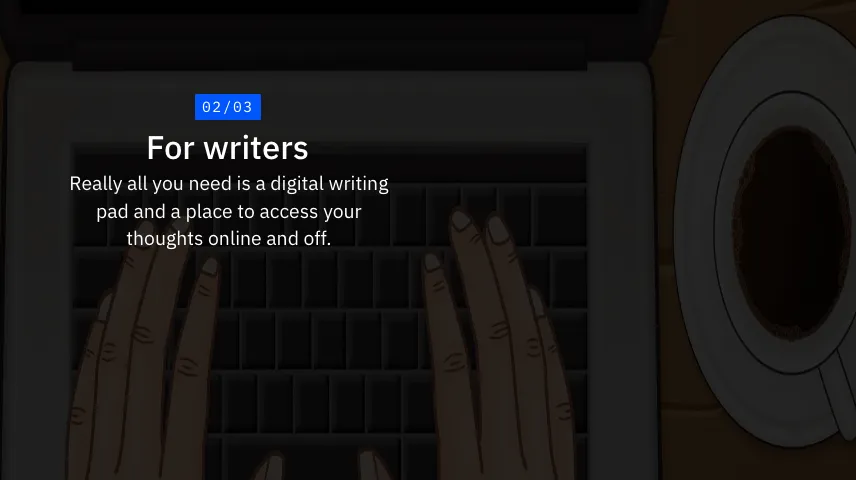 02/03
For writers
Really all you need is a digital writing
pad and a place to access your
thoughts online and off.